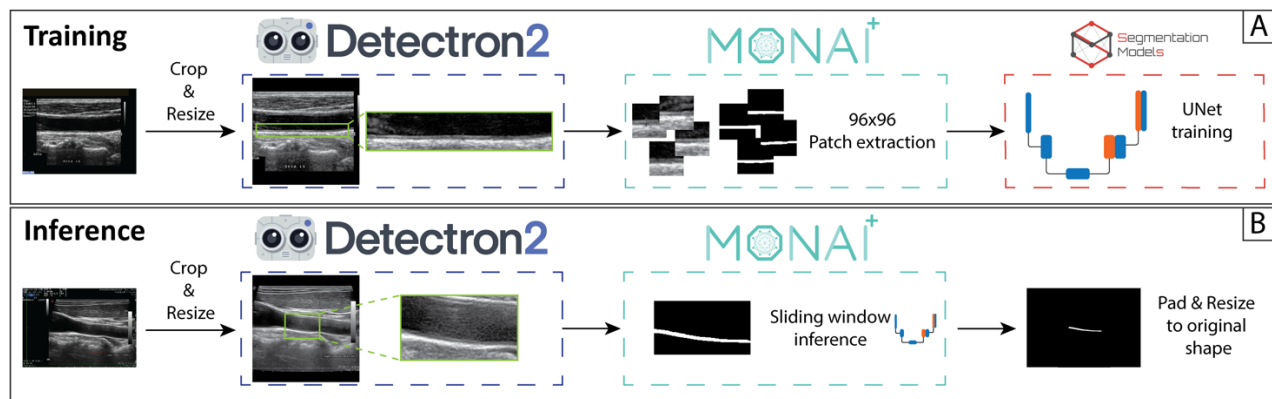 Training
Detectron2
MONAI+
Segmentation
Models
A
Crop
&
Resize
96x96
Patch extraction
UNet
training
Inference
Detectron2
MONAI+
B
Crop
&
Resize
Sliding window
inference
Pad & Resize
to original
shape